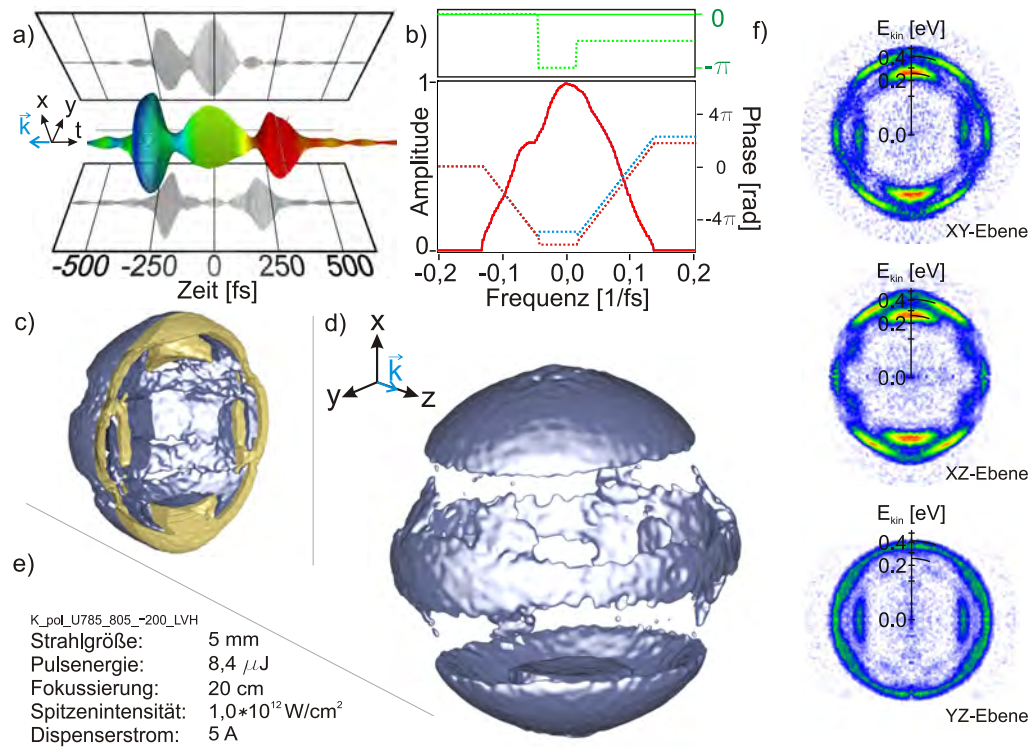 a)
x
y
k
t
-500
-250
0
250
500
Zeit [fs]
b)
0
-π
1
Amplitude
0
4π
0
-4π
Phase [rad]
-0,2
-0,1
0,0
0,1
0,2
Frequenz [1/fs]
c)
d)
x
k
y
z
e)
K_pol_U785_805_-200_LVH
Strahlgröße: 5 mm
Pulsenergie: 8,4 μJ
Fokussierung: 20 cm
Spitzenintensität: 1,0*10¹² W/cm²
Dispenserstrom: 5 A
f)
E_kin [eV]
0.4
0.2
0.0
XY-Ebene
E_kin [eV]
0.4
0.2
0.0
XZ-Ebene
E_kin [eV]
0.4
0.2
0.0
YZ-Ebene